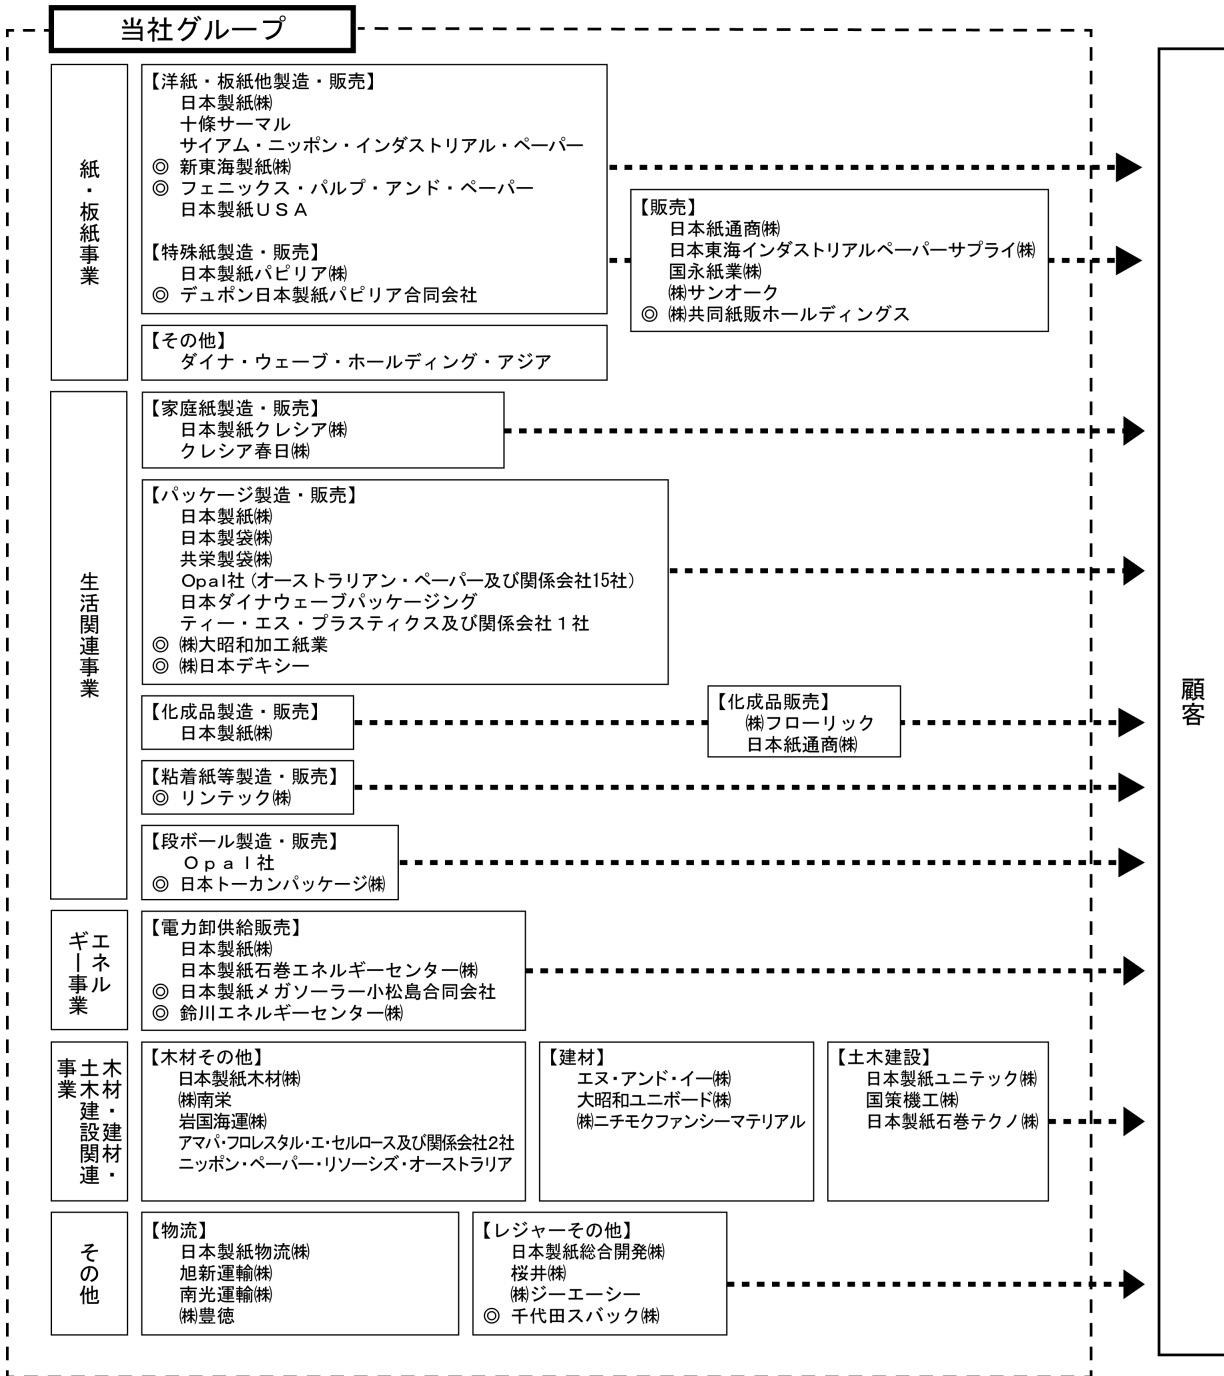 当社グループ
紙・板紙事業
【洋紙・板紙他製造・販売】
日本製紙㈱
十條サーマル
サイアム・ニッポン・インダストリアル・ペーパー
◎ 新東海製紙㈱
◎ フェニックス・パルプ・アンド・ペーパー
日本製紙ＵＳＡ
【特殊紙製造・販売】
日本製紙パピリア㈱
◎ デュポン日本製紙パピリア合同会社
【販売】
日本紙通商㈱
日本東海インダストリアルペーパーサプライ㈱
国永紙業㈱
㈱サンオーク
◎ ㈱共同紙販ホールディングス
【その他】
ダイナ・ウェーブ・ホールディング・アジア
生活関連事業
【家庭紙製造・販売】
日本製紙クレシア㈱
クレシア春日㈱
【パッケージ製造・販売】
日本製紙㈱
日本製袋㈱
共栄製袋㈱
Opal社(オーストラリアン・ペーパー及び関係会社15社)
日本ダイナウェーブパッケージング
ティー・エス・プラスティクス及び関係会社１社
◎ ㈱大昭和加工紙業
◎ ㈱日本デキシー
【化成品製造・販売】
日本製紙㈱
【化成品販売】
㈱フローリック
日本紙通商㈱
【粘着紙等製造・販売】
◎ リンテック㈱
【段ボール製造・販売】
Ｏｐａｌ社
◎ 日本トーカンパッケージ㈱
エネルギー事業
【電力卸供給販売】
日本製紙㈱
日本製紙石巻エネルギーセンター㈱
◎ 日本製紙メガソーラー小松島合同会社
◎ 鈴川エネルギーセンター㈱
木材・建材・
土木建設関連
事業
【木材その他】
日本製紙木材㈱
㈱南栄
岩国海運㈱
アマパ・フロレスタル・エ・セルロース及び関係会社2社
ニッポン・ペーパー・リソーシズ・オーストラリア
【建材】
エヌ・アンド・イー㈱
大昭和ユニボード㈱
㈱ニチモクファンシーマテリアル
【土木建設】
日本製紙ユニテック㈱
国策機工㈱
日本製紙石巻テクノ㈱
その他
【物流】
日本製紙物流㈱
旭新運輸㈱
南光運輸㈱
㈱豊徳
【レジャーその他】
日本製紙総合開発㈱
桜井㈱
㈱ジーエーシー
◎ 千代田スバック㈱
顧客